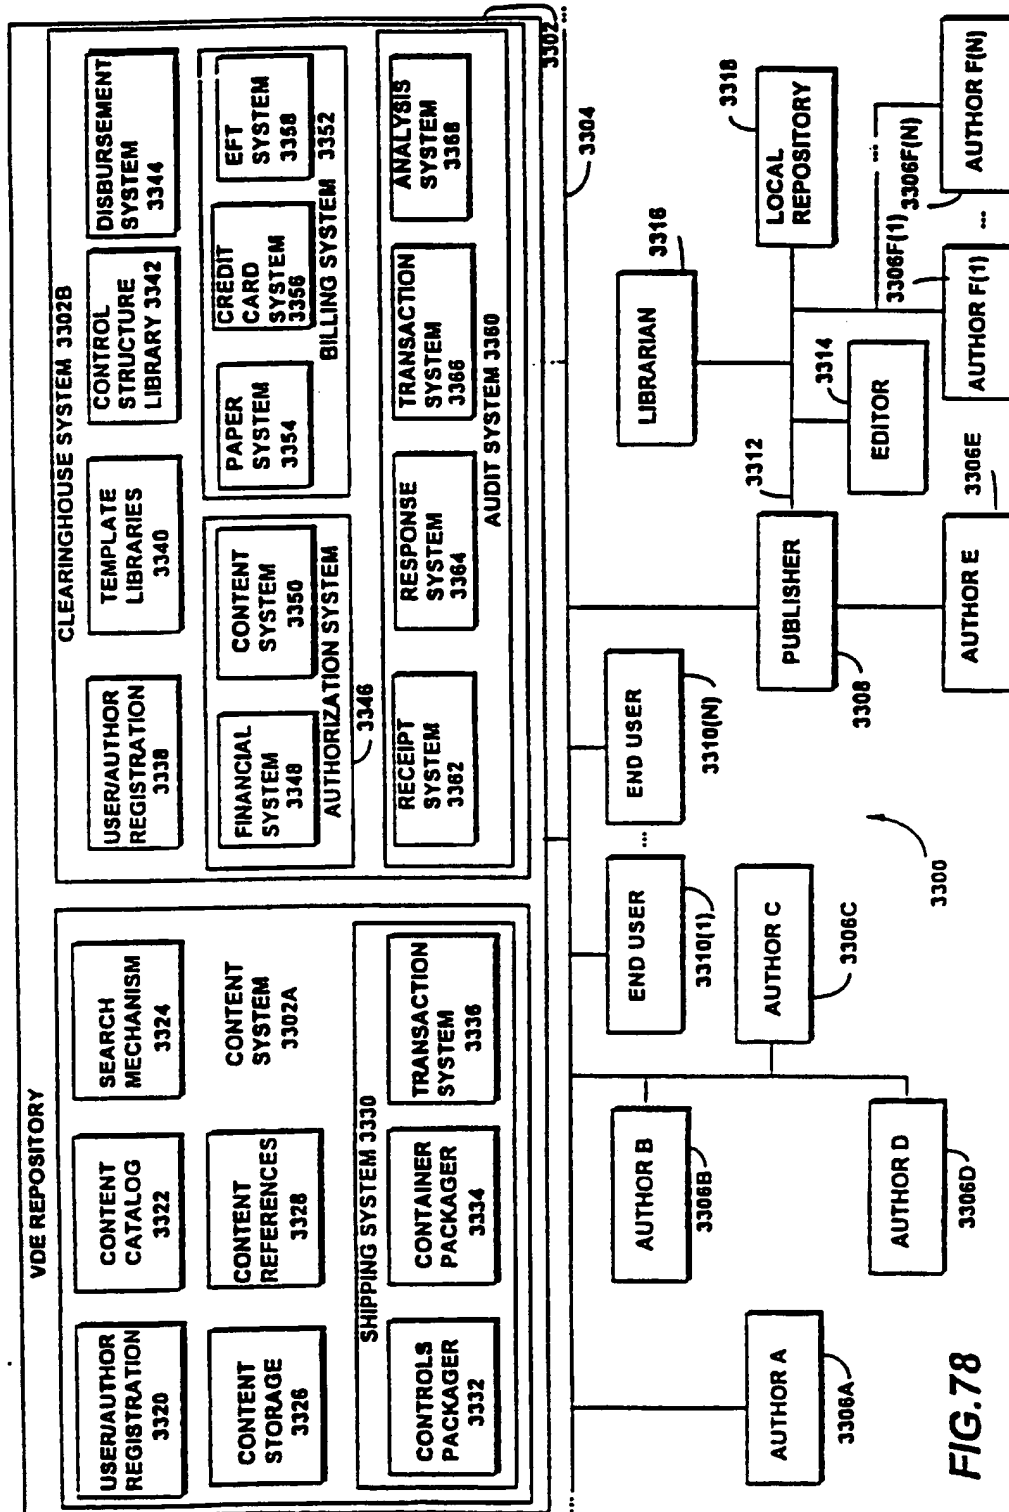 VDE REPOSITORY
USER/AUTHOR
REGISTRATION
3320
CONTENT
CATALOG
3322
SEARCH
MECHANISM
3324
CONTENT
STORAGE
3326
CONTENT
REFERENCES
3328
CONTENT
SYSTEM
3302A
SHIPPING SYSTEM 3330
CONTROLS
PACKAGER
3332
CONTAINER
PACKAGER
3334
TRANSACTION
SYSTEM
3336
CLEARINGHOUSE SYSTEM 3302B
USER/AUTHOR
REGISTRATION
3338
TEMPLATE
LIBRARIES
3340
CONTROL
STRUCTURE
LIBRARY 3342
DISBURSEMENT
SYSTEM
3344
FINANCIAL
SYSTEM
3348
CONTENT
SYSTEM
3350
AUTHORIZATION SYSTEM
3346
PAPER
SYSTEM
3354
CREDIT
CARD
SYSTEM
3356
EFT
SYSTEM
3358
BILLING SYSTEM 3352
RECEIPT
SYSTEM
3362
RESPONSE
SYSTEM
3364
TRANSACTION
SYSTEM
3366
ANALYSIS
SYSTEM
3368
AUDIT SYSTEM 3360
3302
...
...
3304
AUTHOR A
3306A
AUTHOR B
3306B
AUTHOR C
3306C
AUTHOR D
3306D
END USER
3310(1)
...
END USER
3310(N)
3300
PUBLISHER
3308
AUTHOR E
3306E
3312
LIBRARIAN
3316
EDITOR
3314
LOCAL
REPOSITORY
3318
AUTHOR F(1)
3306F(1)
...
...
AUTHOR F(N)
3306F(N)
FIG.78